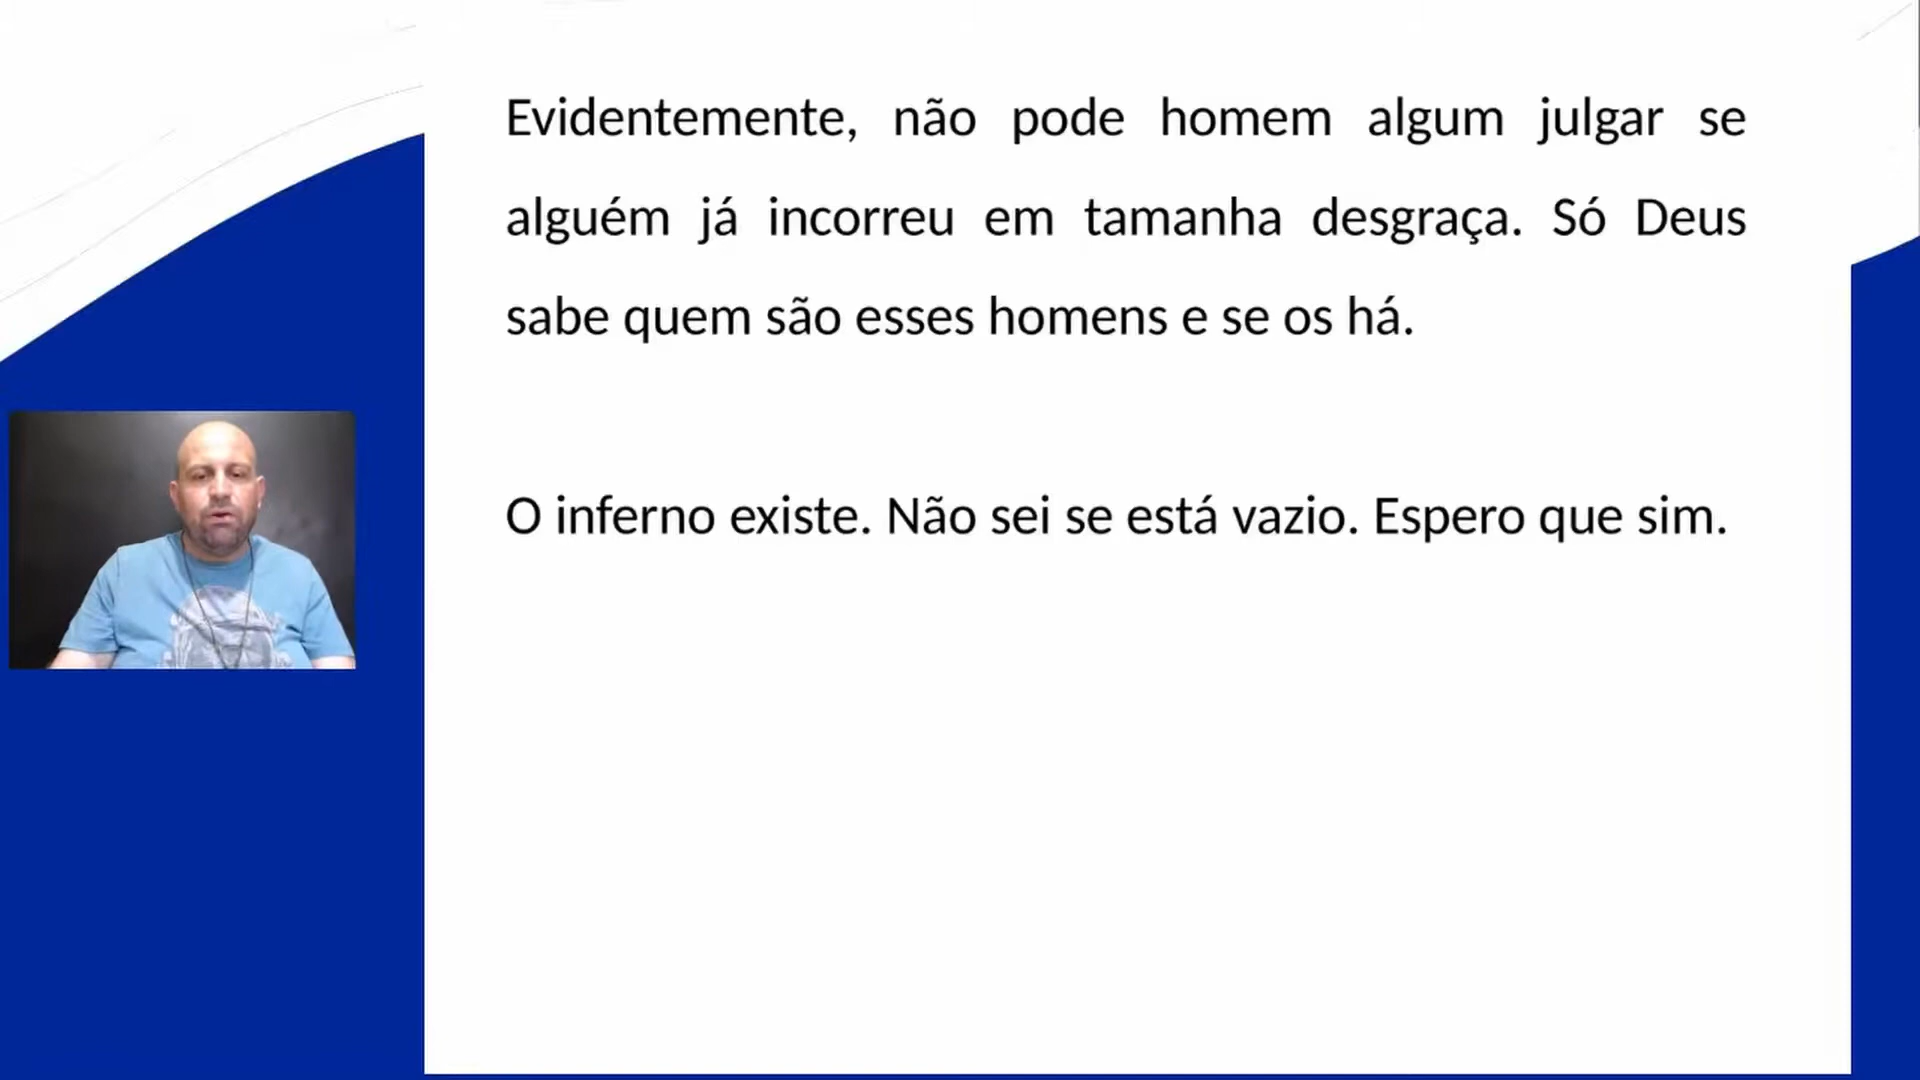 Evidentemente, não pode homem algum julgar se
alguém já incorreu em tamanha desgraça. Só Deus
sabe quem são esses homens e se os há.
O inferno existe. Não sei se está vazio. Espero que sim.